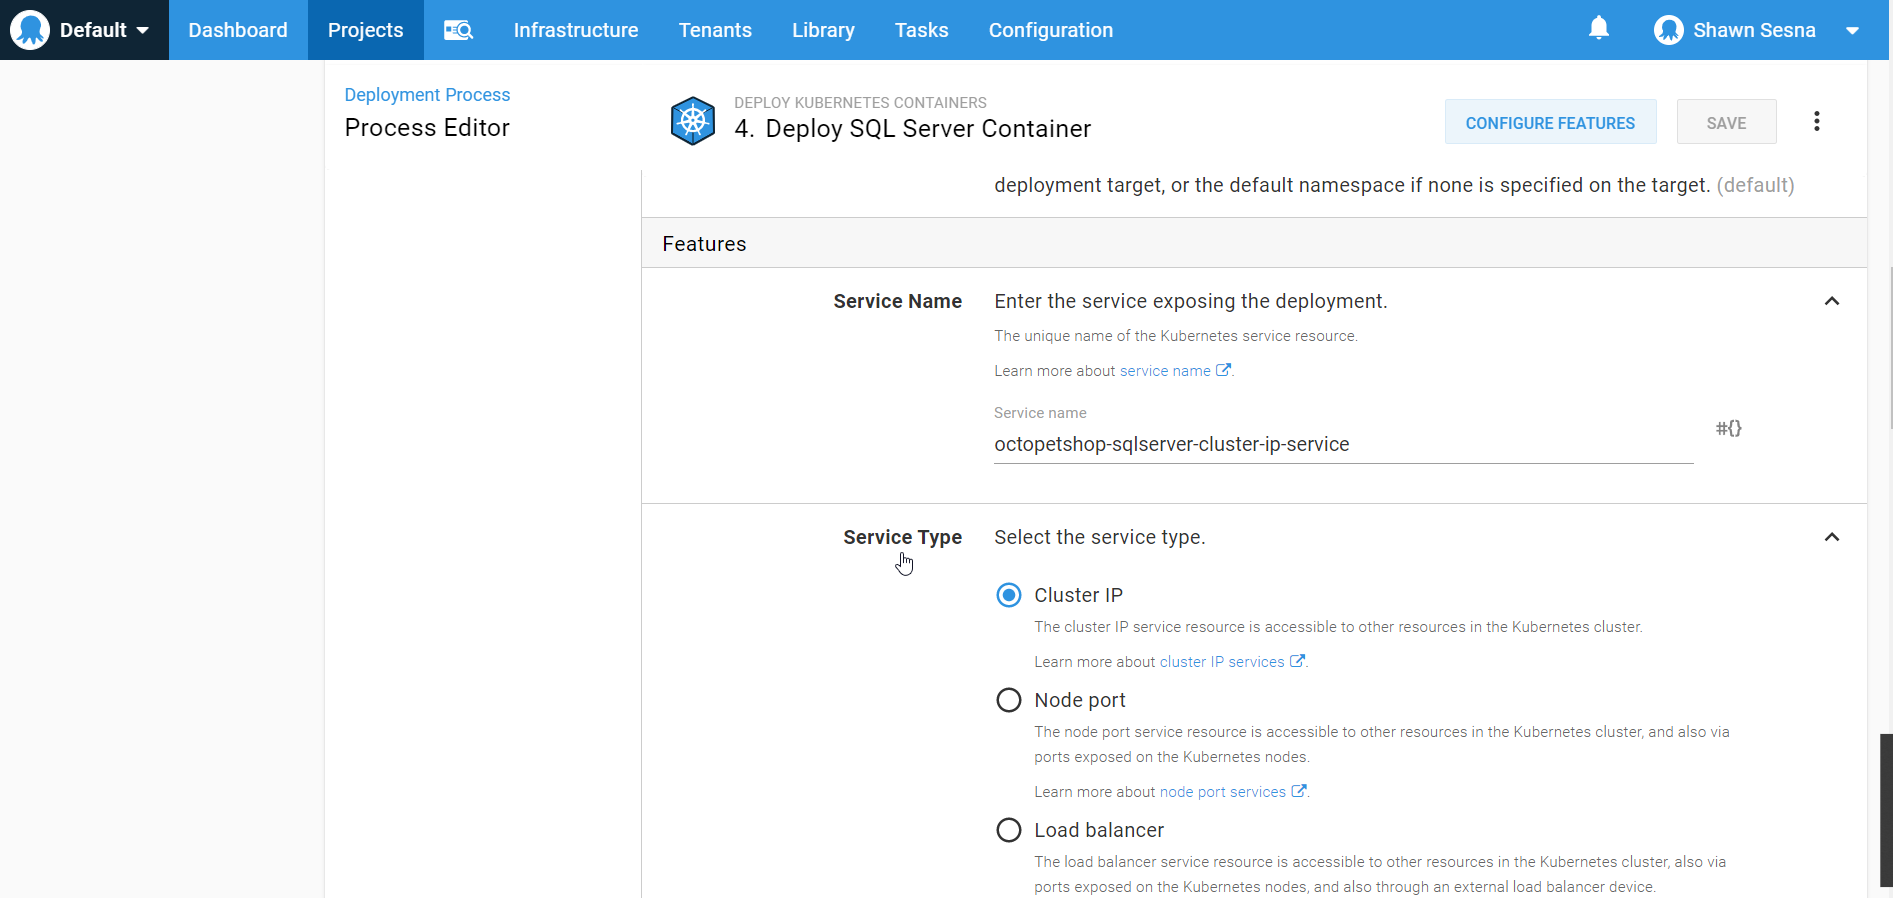 Default
Dashboard
Projects
Infrastructure
Tenants
Library
Tasks
Configuration
Shawn Sesna
Deployment Process
Process Editor
DEPLOY KUBERNETES CONTAINERS
4. Deploy SQL Server Container
CONFIGURE FEATURES
SAVE
deployment target, or the default namespace if none is specified on the target. (default)
Features
Service Name
Enter the service exposing the deployment.
The unique name of the Kubernetes service resource.
Learn more about service name.
Service name
octopetshop-sqlserver-cluster-ip-service
#{}
Service Type
Select the service type.
Cluster IP
The cluster IP service resource is accessible to other resources in the Kubernetes cluster.
Learn more about cluster IP services.
Node port
The node port service resource is accessible to other resources in the Kubernetes cluster, and also via
ports exposed on the Kubernetes nodes.
Learn more about node port services.
Load balancer
The load balancer service resource is accessible to other resources in the Kubernetes cluster, also via
ports exposed on the Kubernetes nodes, and also through an external load balancer device.